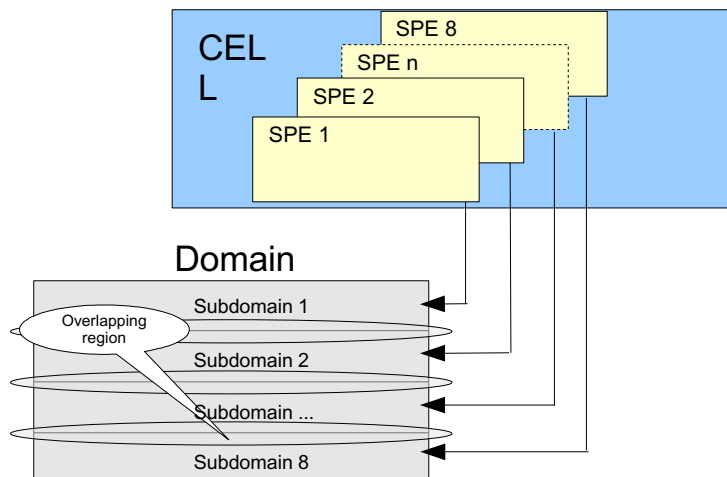 CEL
L
SPE 8
SPE n
SPE 2
SPE 1
Domain
Subdomain 1
Overlapping
region
Subdomain 2
Subdomain ...
Subdomain 8